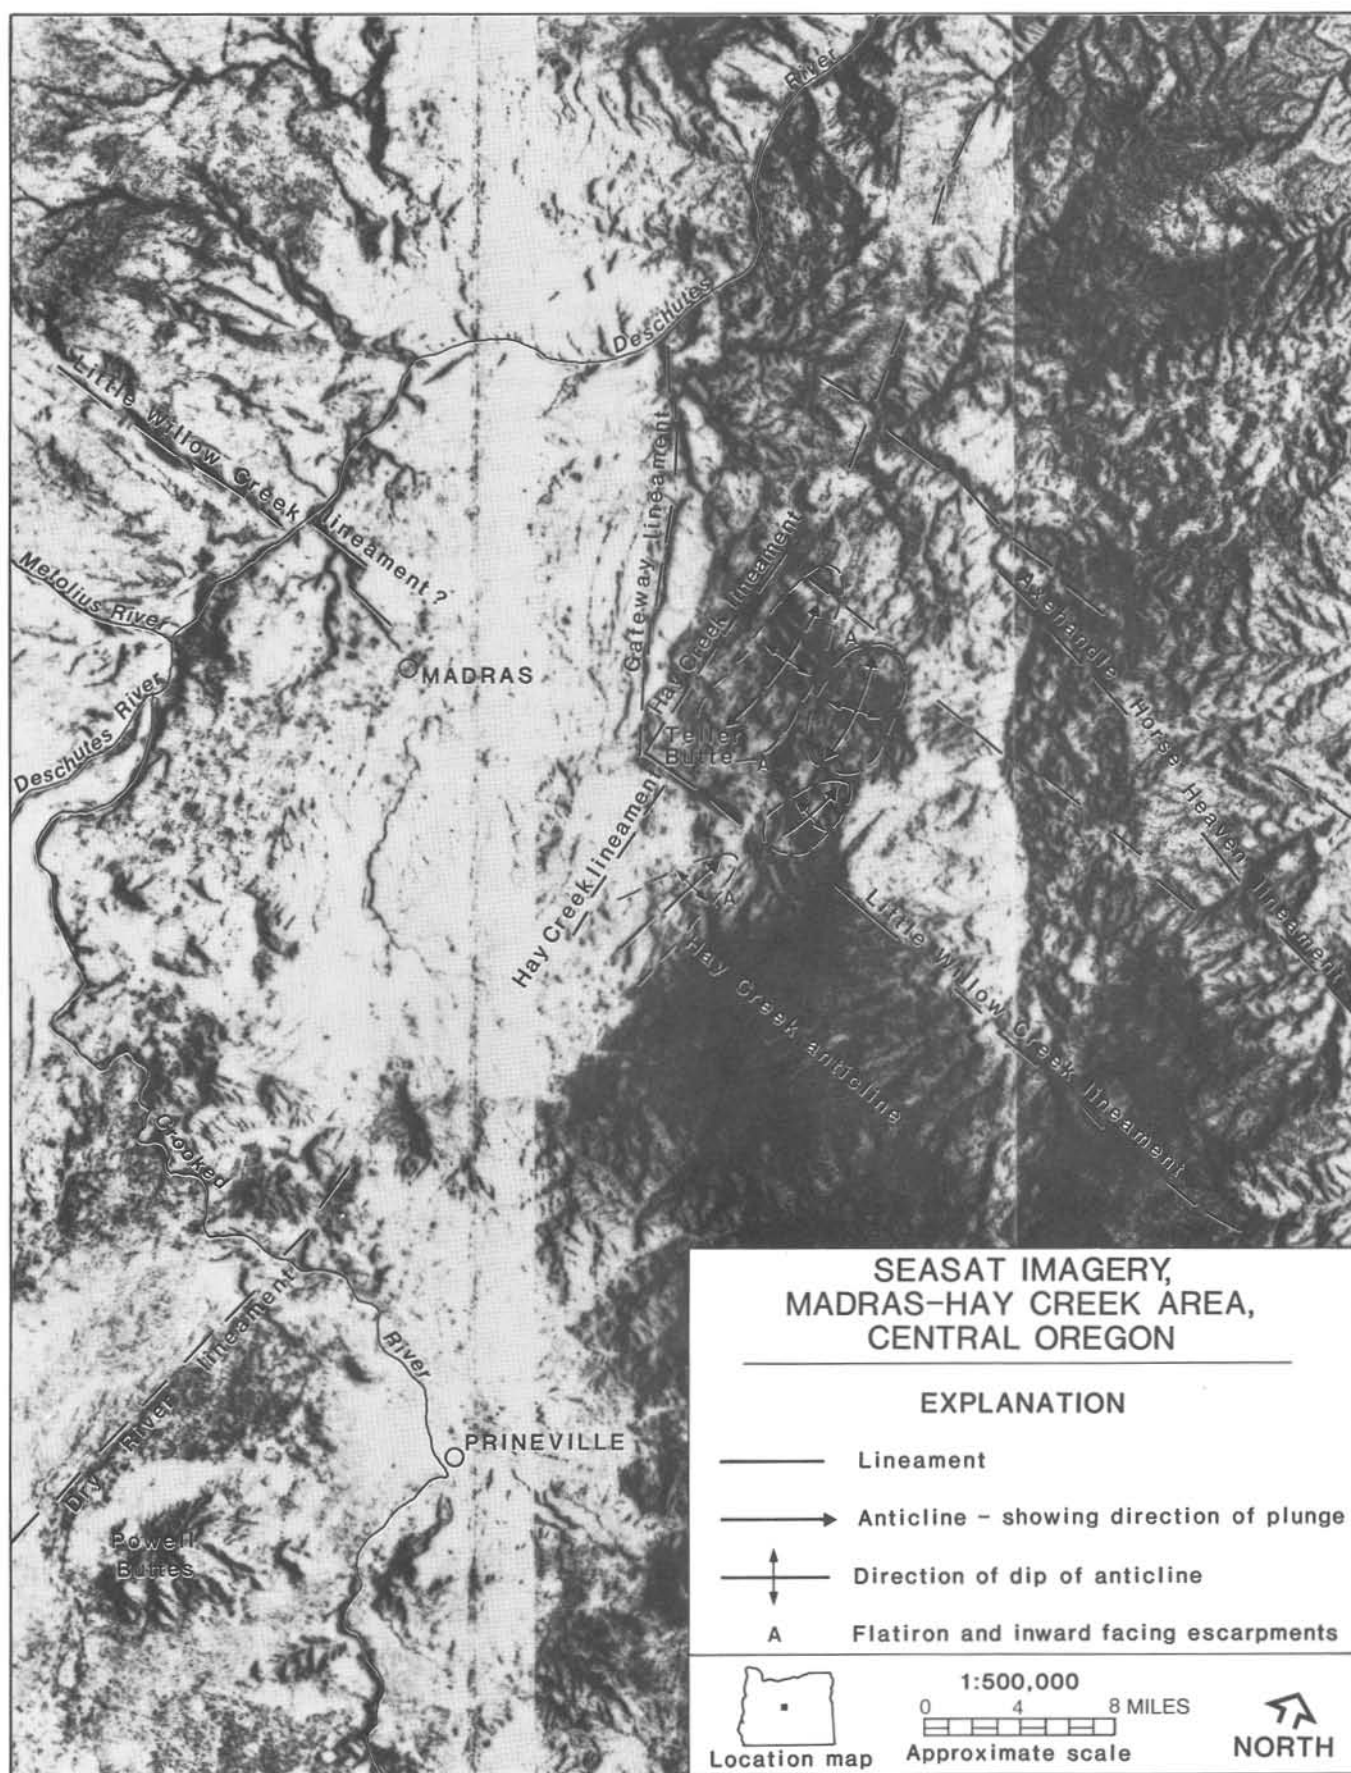 River
Deschutes
Little Willow Creek lineament ?
Metolius River
Deschutes River
MADRAS
Gateway lineament
Hay Creek lineament
A
Teller
Butte
A
Axehandle Horse Heaven lineament
Hay Creek lineament
A
Hay Creek anticline
Little Willow Creek lineament
Crooked
River
Dry River lineament
PRINEVILLE
Powell
Buttes
SEASAT IMAGERY,
MADRAS-HAY CREEK AREA,
CENTRAL OREGON
EXPLANATION
Lineament
Anticline - showing direction of plunge
Direction of dip of anticline
A Flatiron and inward facing escarpments
Location map
1:500,000
0 4 8 MILES
Approximate scale
NORTH